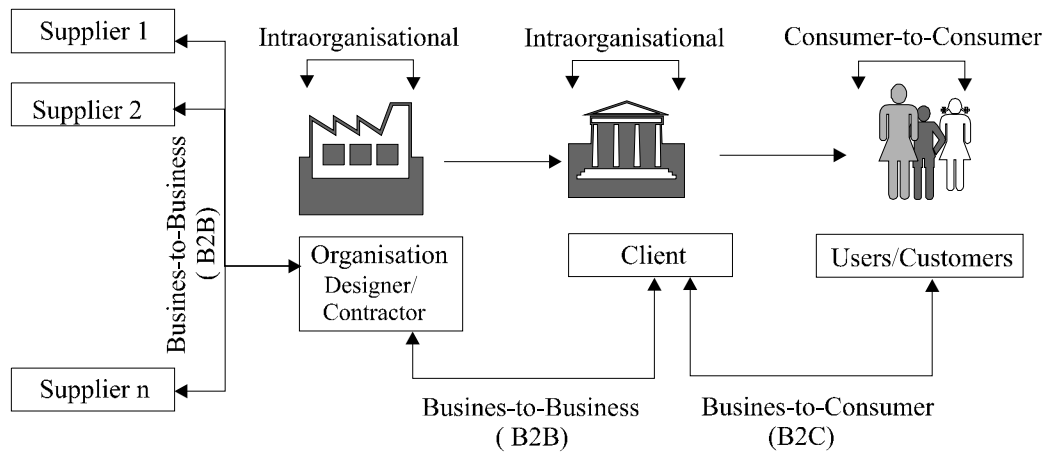 Supplier 1
Supplier 2
Supplier n
Busines-to-Business
( B2B)
Intraorganisational
Intraorganisational
Consumer-to-Consumer
Organisation
Designer/
Contractor
Client
Users/Customers
Busines-to-Business
( B2B)
Busines-to-Consumer
(B2C)